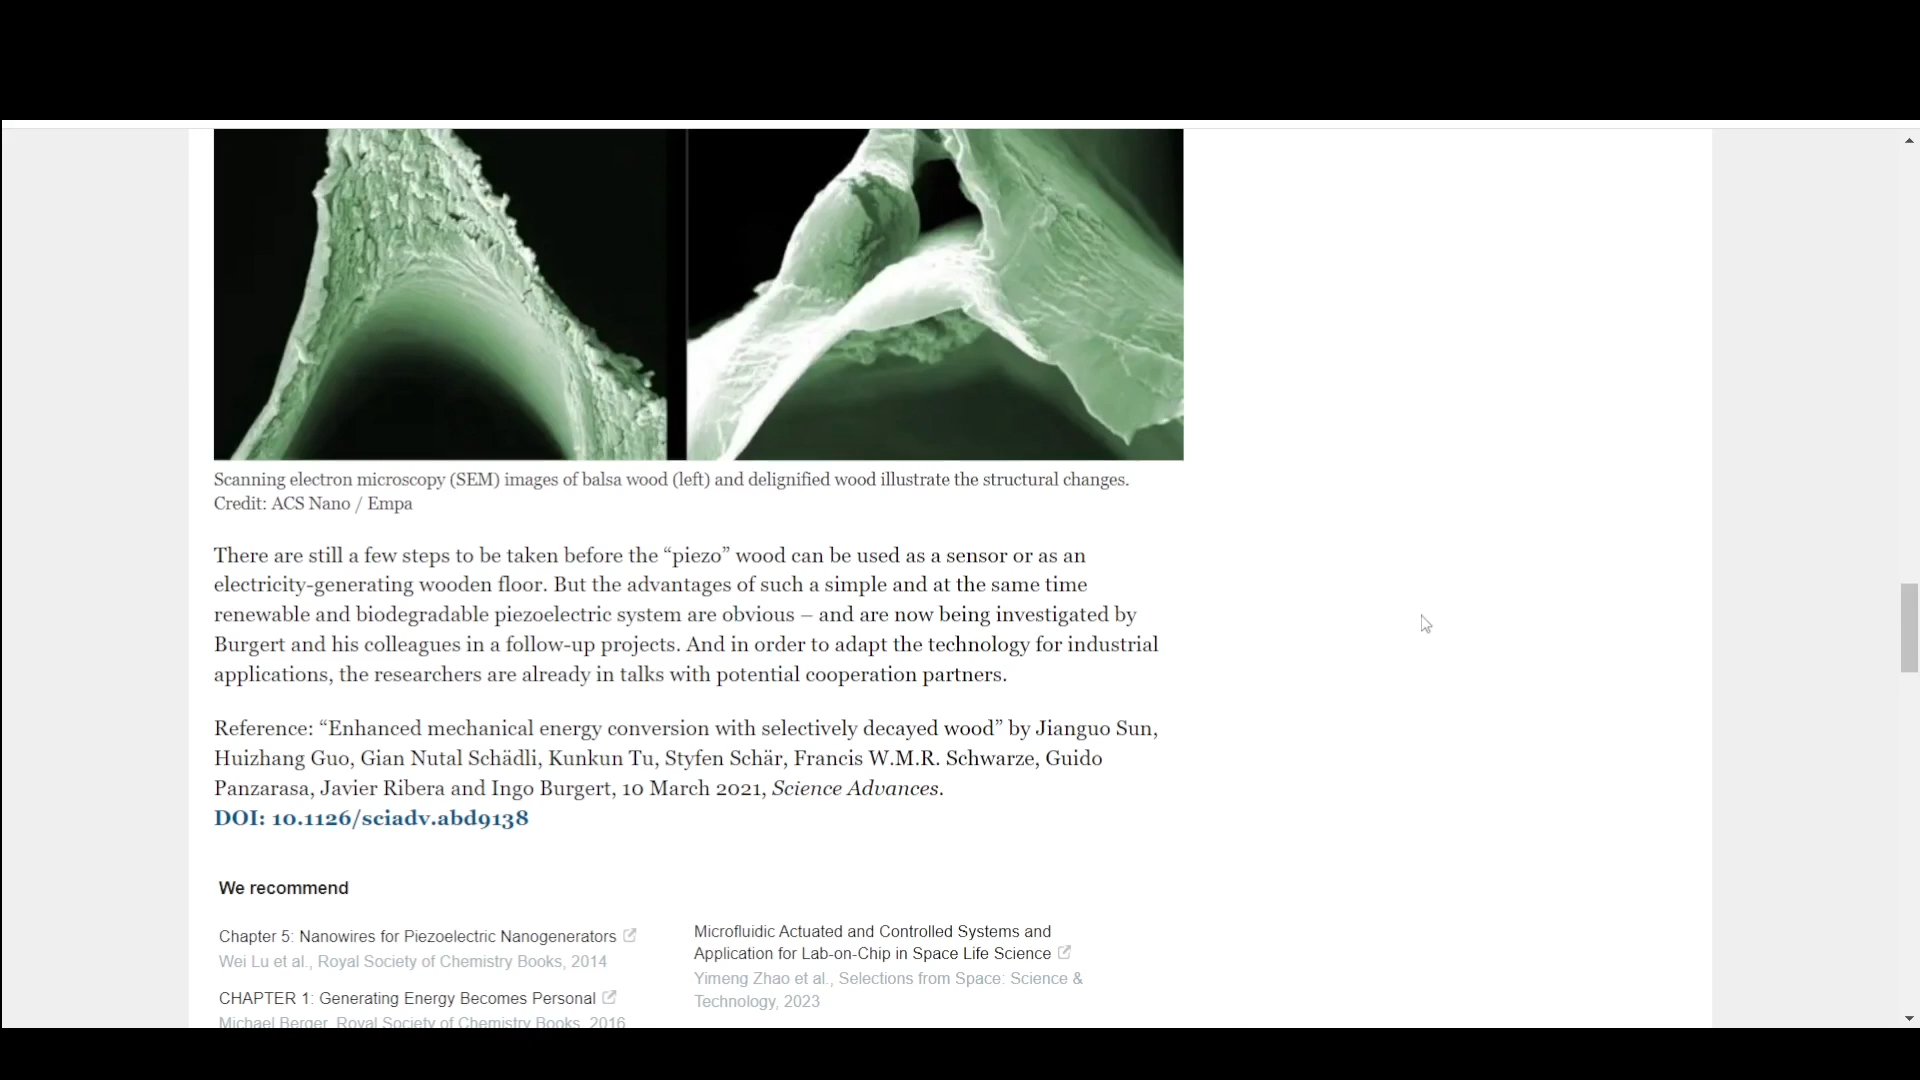 Scanning electron microscopy (SEM) images of balsa wood (left) and delignified wood illustrate the structural changes.
Credit: ACS Nano / Empa
There are still a few steps to be taken before the “piezo” wood can be used as a sensor or as an
electricity-generating wooden floor. But the advantages of such a simple and at the same time
renewable and biodegradable piezoelectric system are obvious – and are now being investigated by
Burgert and his colleagues in a follow-up projects. And in order to adapt the technology for industrial
applications, the researchers are already in talks with potential cooperation partners.
Reference: “Enhanced mechanical energy conversion with selectively decayed wood” by Jianguo Sun,
Huizhang Guo, Gian Nutal Schädli, Kunkun Tu, Styfen Schär, Francis W.M.R. Schwarze, Guido
Panzarasa, Javier Ribera and Ingo Burgert, 10 March 2021, Science Advances.
DOI: 10.1126/sciadv.abd9138
We recommend
Chapter 5: Nanowires for Piezoelectric Nanogenerators
Wei Lu et al., Royal Society of Chemistry Books, 2014
CHAPTER 1: Generating Energy Becomes Personal
Michael Berger, Royal Society of Chemistry Books, 2016
Microfluidic Actuated and Controlled Systems and
Application for Lab-on-Chip in Space Life Science
Yimeng Zhao et al., Selections from Space: Science &
Technology, 2023